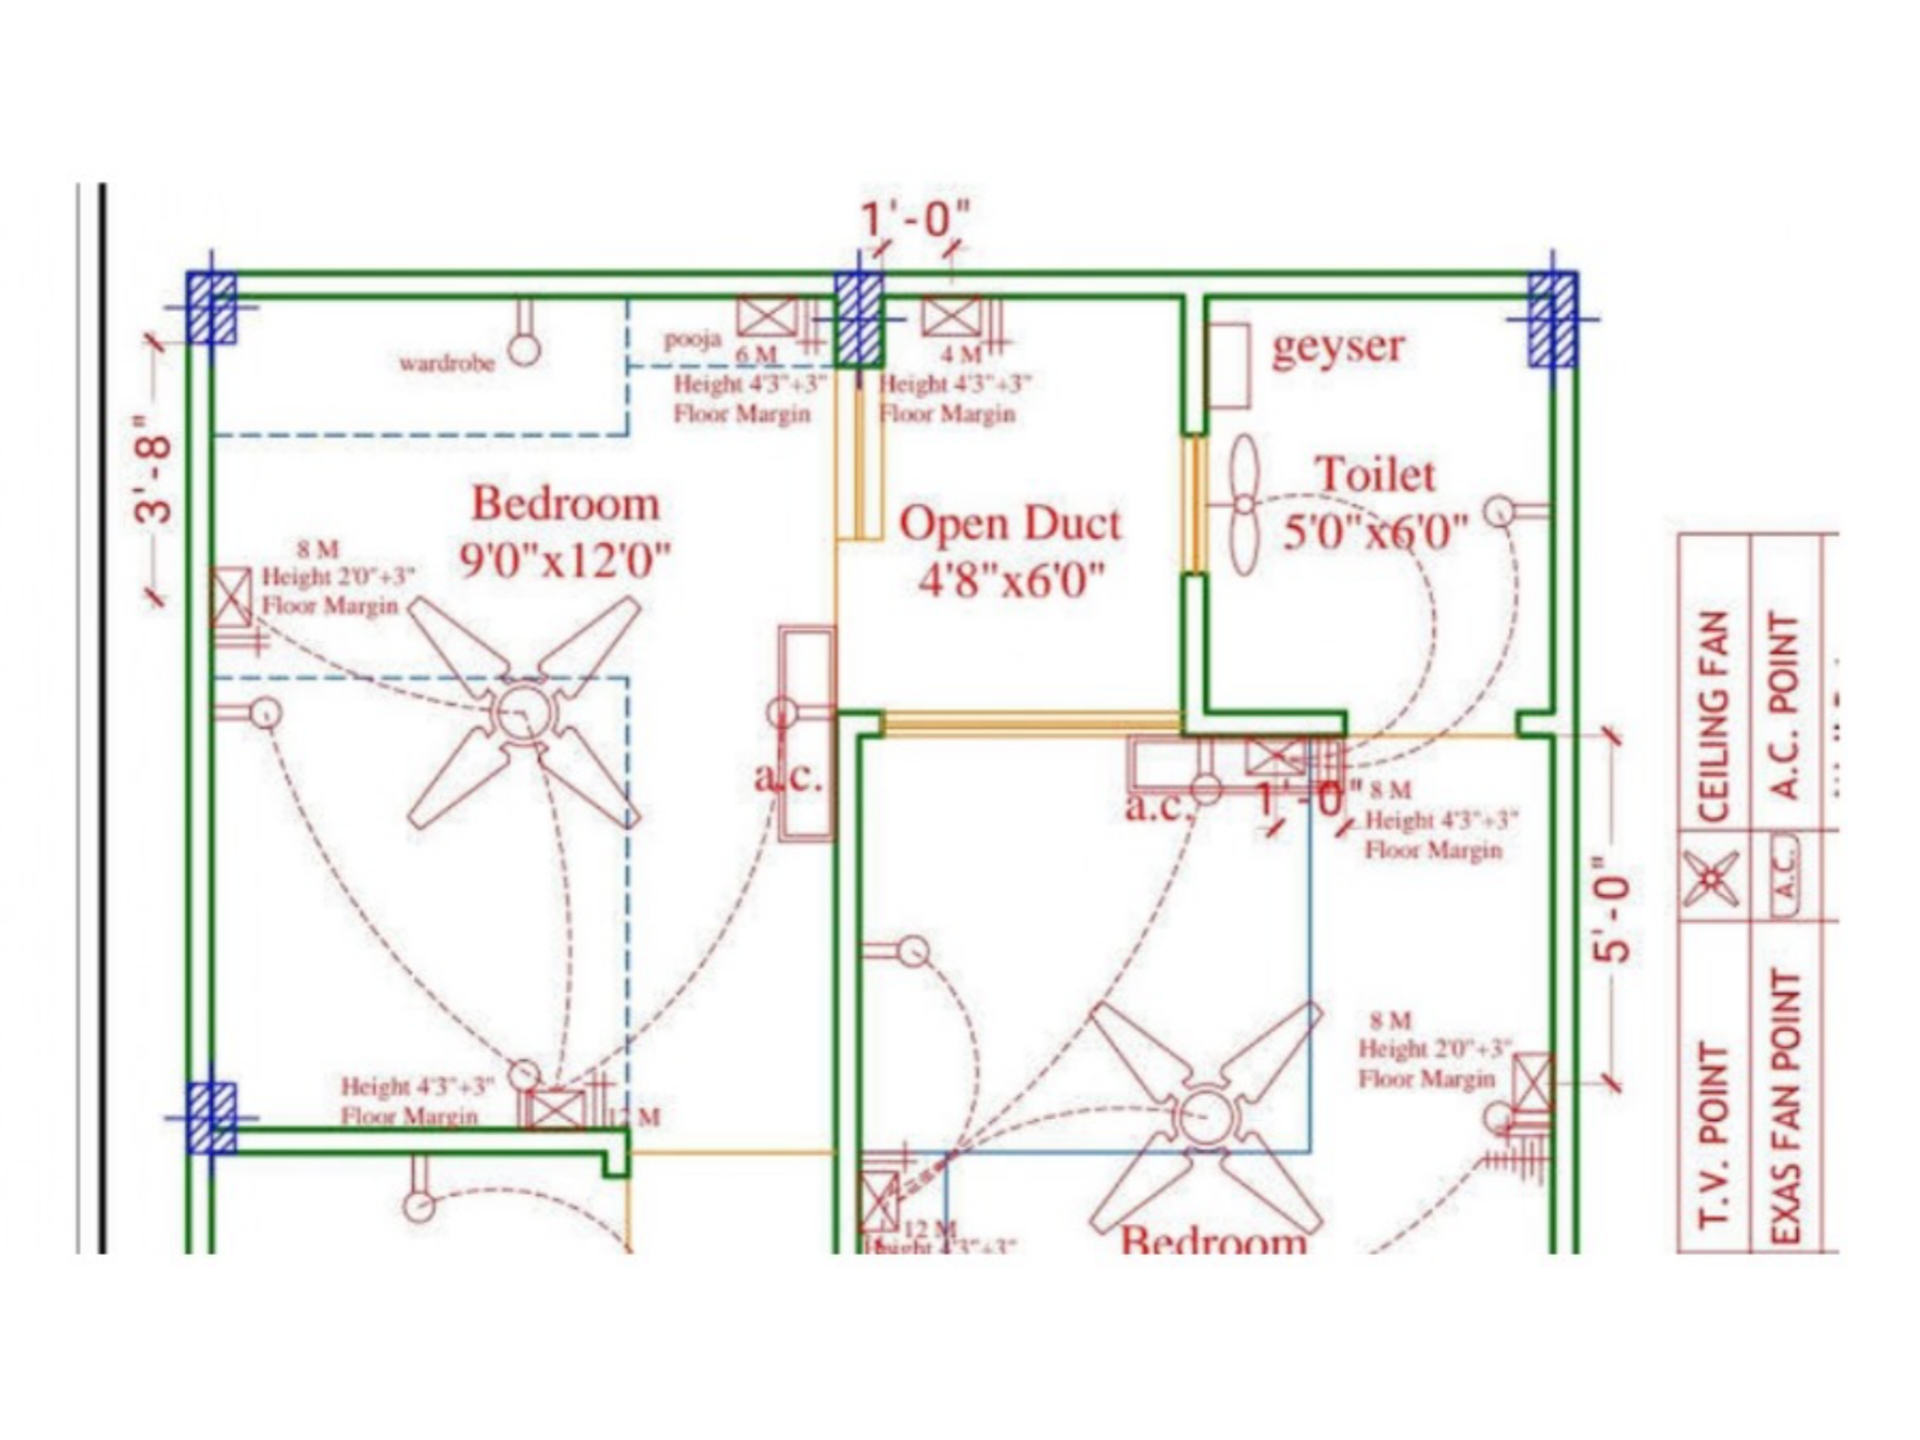 1'-0"
geyser
pooja
wardrobe
6 M
Height 4'3"+3"
Floor Margin
4 M
Height 4'3"+3"
Floor Margin
3'-8"
Bedroom
9'0"x12'0"
Open Duct
4'8"x6'0"
Toilet
5'0"x6'0"
8 M
Height 2'0"+3"
Floor Margin
a.c.
a.c.
1'-0"
8 M
Height 4'3"+3"
Floor Margin
5'-0"
8 M
Height 2'0"+3"
Floor Margin
Height 4'3"+3"
Floor Margin
12 M
12 M
Height 4'3"+3"
Bedroom
CEILING FAN
A.C. POINT
A.C.
T.V. POINT
EXAS FAN POINT